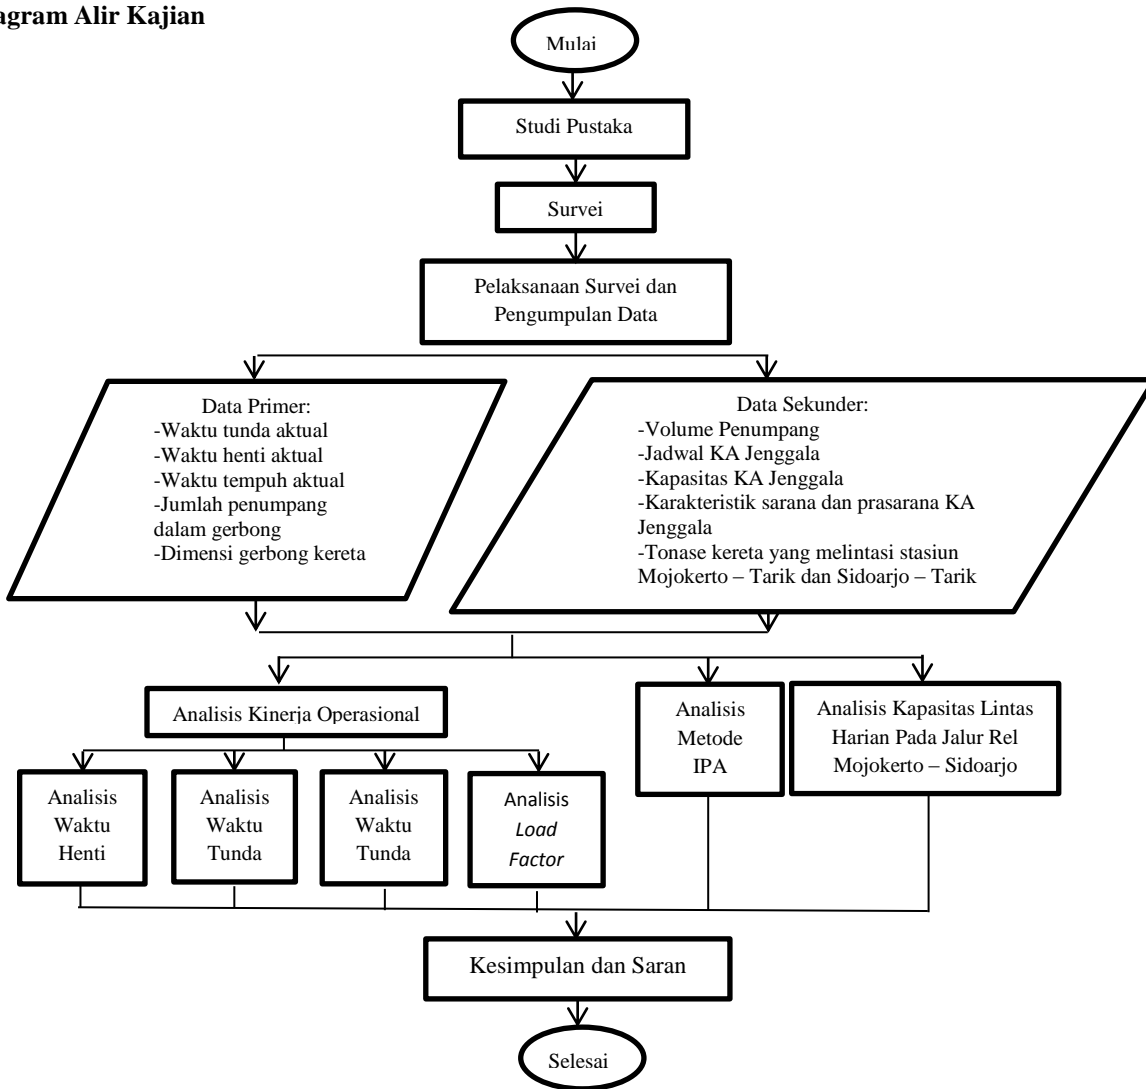 agram Alir Kajian
Mulai
Studi Pustaka
Survei
Pelaksanaan Survei dan
Pengumpulan Data
Data Primer:
-Waktu tunda aktual
-Waktu henti aktual
-Waktu tempuh aktual
-Jumlah penumpang
dalam gerbong
-Dimensi gerbong kereta
Data Sekunder:
-Volume Penumpang
-Jadwal KA Jenggala
-Kapasitas KA Jenggala
-Karakteristik sarana dan prasarana KA
Jenggala
-Tonase kereta yang melintasi stasiun
Mojokerto – Tarik dan Sidoarjo – Tarik
Analisis Kinerja Operasional
Analisis
Metode
IPA
Analisis Kapasitas Lintas
Harian Pada Jalur Rel
Mojokerto – Sidoarjo
Analisis
Waktu
Henti
Analisis
Waktu
Tunda
Analisis
Waktu
Tunda
Analisis
Load
Factor
Kesimpulan dan Saran
Selesai